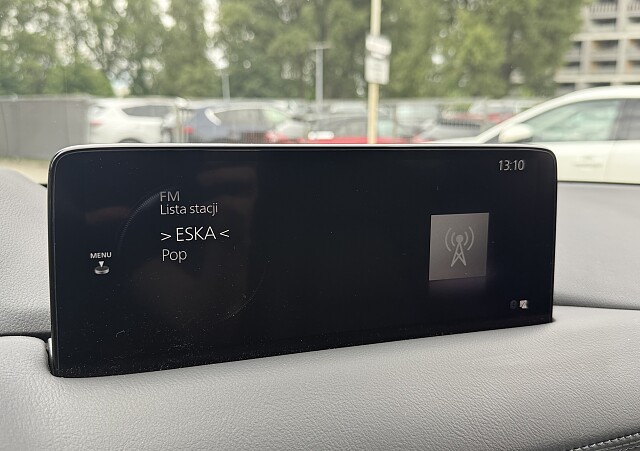 13:10
FM
Lista stacji
> ESKA <
Pop
MENU